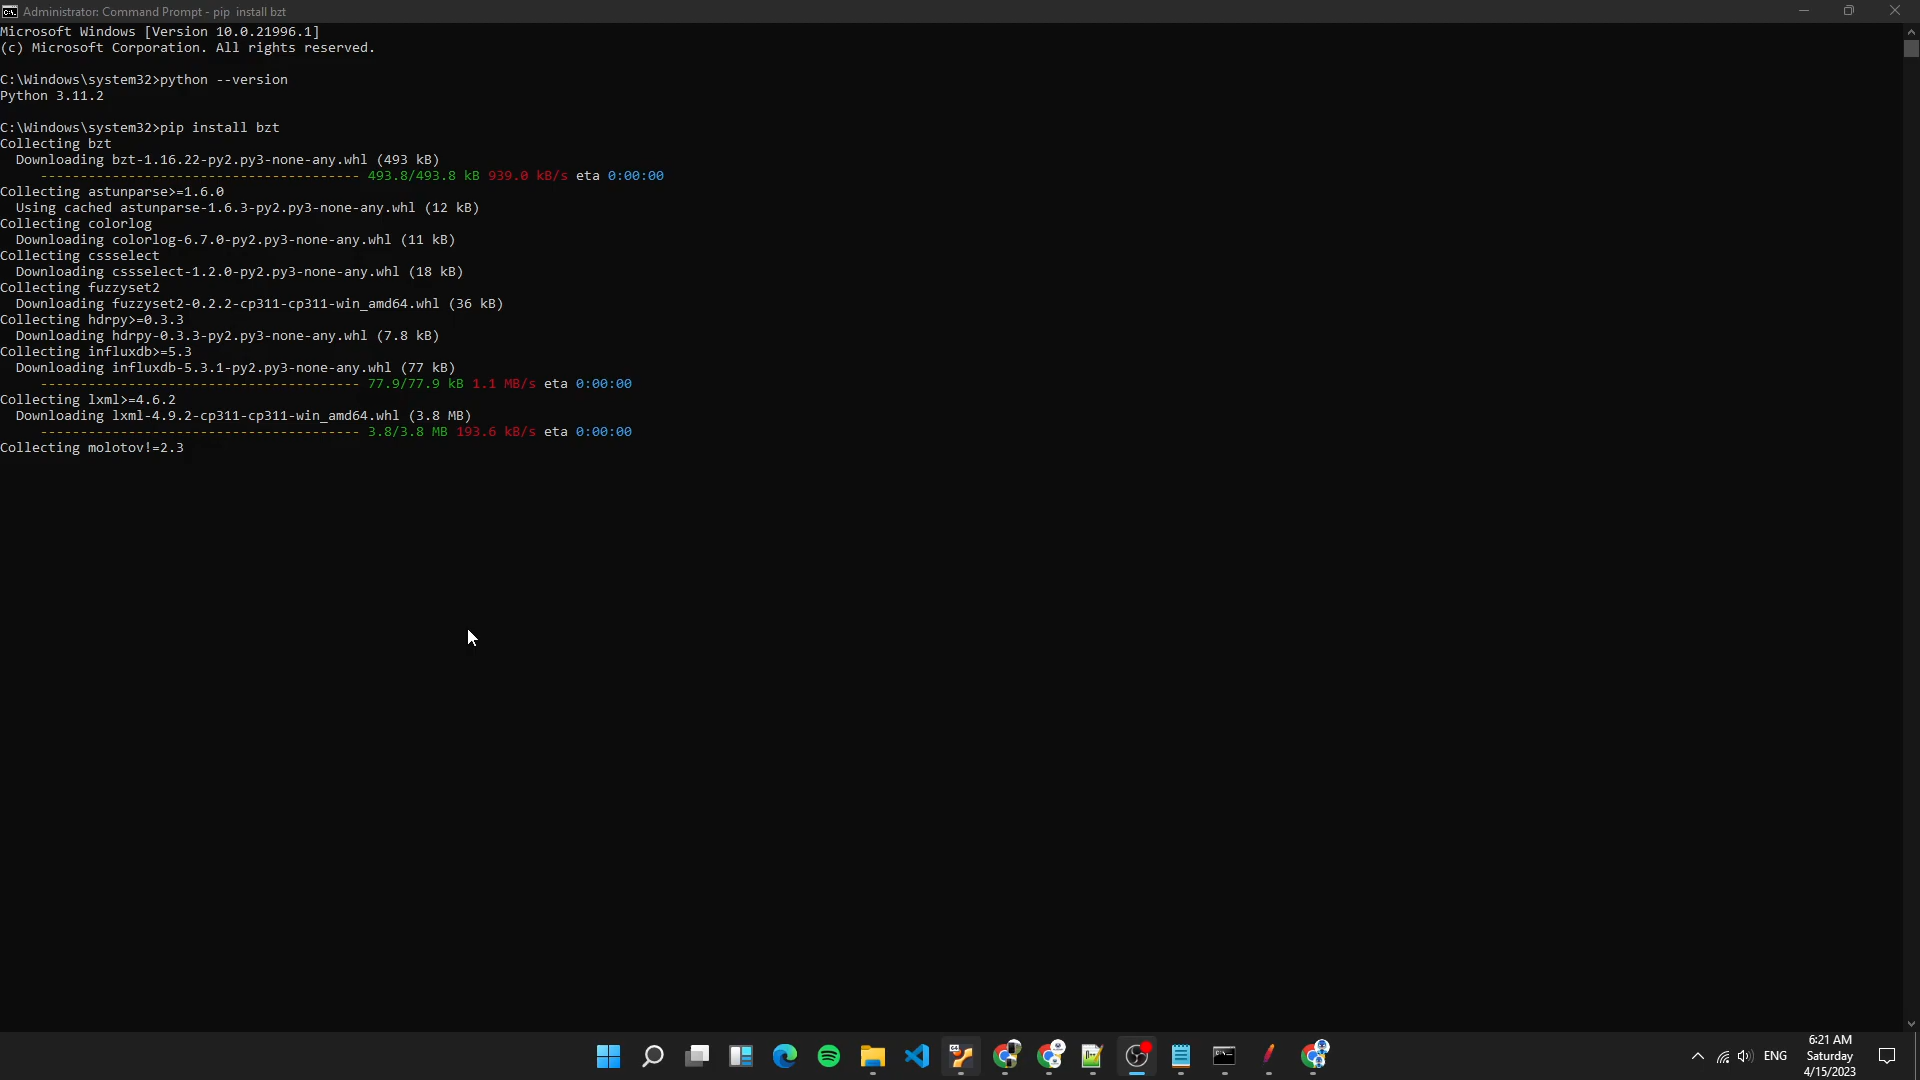 Administrator: Command Prompt - pip  install bzt
Microsoft Windows [Version 10.0.21996.1]
(c) Microsoft Corporation. All rights reserved.
C:\Windows\system32>python --version
Python 3.11.2
C:\Windows\system32>pip install bzt
Collecting bzt
  Downloading bzt-1.16.22-py2.py3-none-any.whl (493 kB)
     ---------------------------------------- 493.8/493.8 kB 939.0 kB/s eta 0:00:00
Collecting astunparse>=1.6.0
  Using cached astunparse-1.6.3-py2.py3-none-any.whl (12 kB)
Collecting colorlog
  Downloading colorlog-6.7.0-py2.py3-none-any.whl (11 kB)
Collecting cssselect
  Downloading cssselect-1.2.0-py2.py3-none-any.whl (18 kB)
Collecting fuzzyset2
  Downloading fuzzyset2-0.2.2-cp311-cp311-win_amd64.whl (36 kB)
Collecting hdrpy>=0.3.3
  Downloading hdrpy-0.3.3-py2.py3-none-any.whl (7.8 kB)
Collecting influxdb>=5.3
  Downloading influxdb-5.3.1-py2.py3-none-any.whl (77 kB)
     ---------------------------------------- 77.9/77.9 kB 1.1 MB/s eta 0:00:00
Collecting lxml>=4.6.2
  Downloading lxml-4.9.2-cp311-cp311-win_amd64.whl (3.8 MB)
     ---------------------------------------- 3.8/3.8 MB 193.6 kB/s eta 0:00:00
Collecting molotov!=2.3
ENG
6:21 AM
Saturday
4/15/2023